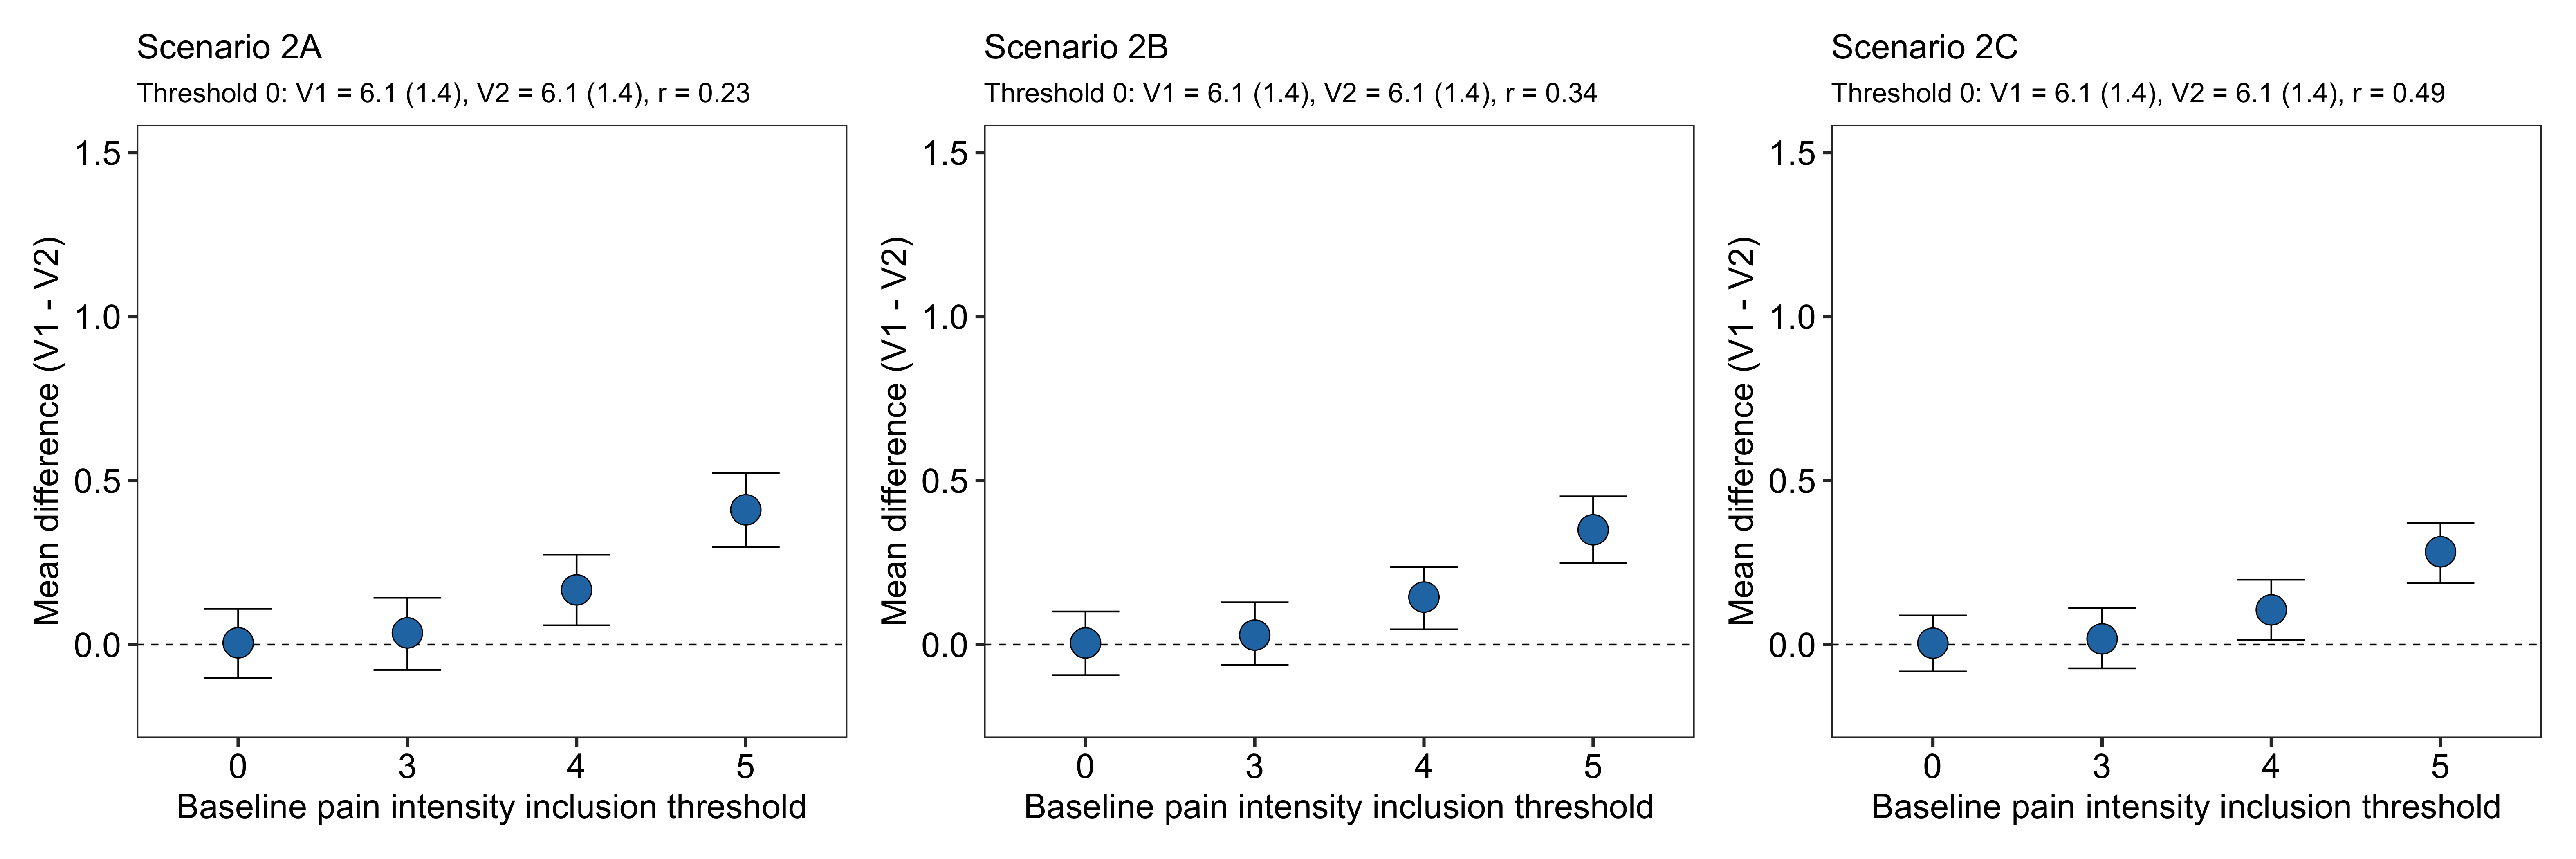 Scenario 2A
Threshold 0: V1 = 6.1 (1.4), V2 = 6.1 (1.4), r = 0.23
Mean difference (V1 - V2)
1.5
1.0
0.5
0.0
0 3 4 5
Baseline pain intensity inclusion threshold
Scenario 2B
Threshold 0: V1 = 6.1 (1.4), V2 = 6.1 (1.4), r = 0.34
Mean difference (V1 - V2)
1.5
1.0
0.5
0.0
0 3 4 5
Baseline pain intensity inclusion threshold
Scenario 2C
Threshold 0: V1 = 6.1 (1.4), V2 = 6.1 (1.4), r = 0.49
Mean difference (V1 - V2)
1.5
1.0
0.5
0.0
0 3 4 5
Baseline pain intensity inclusion threshold